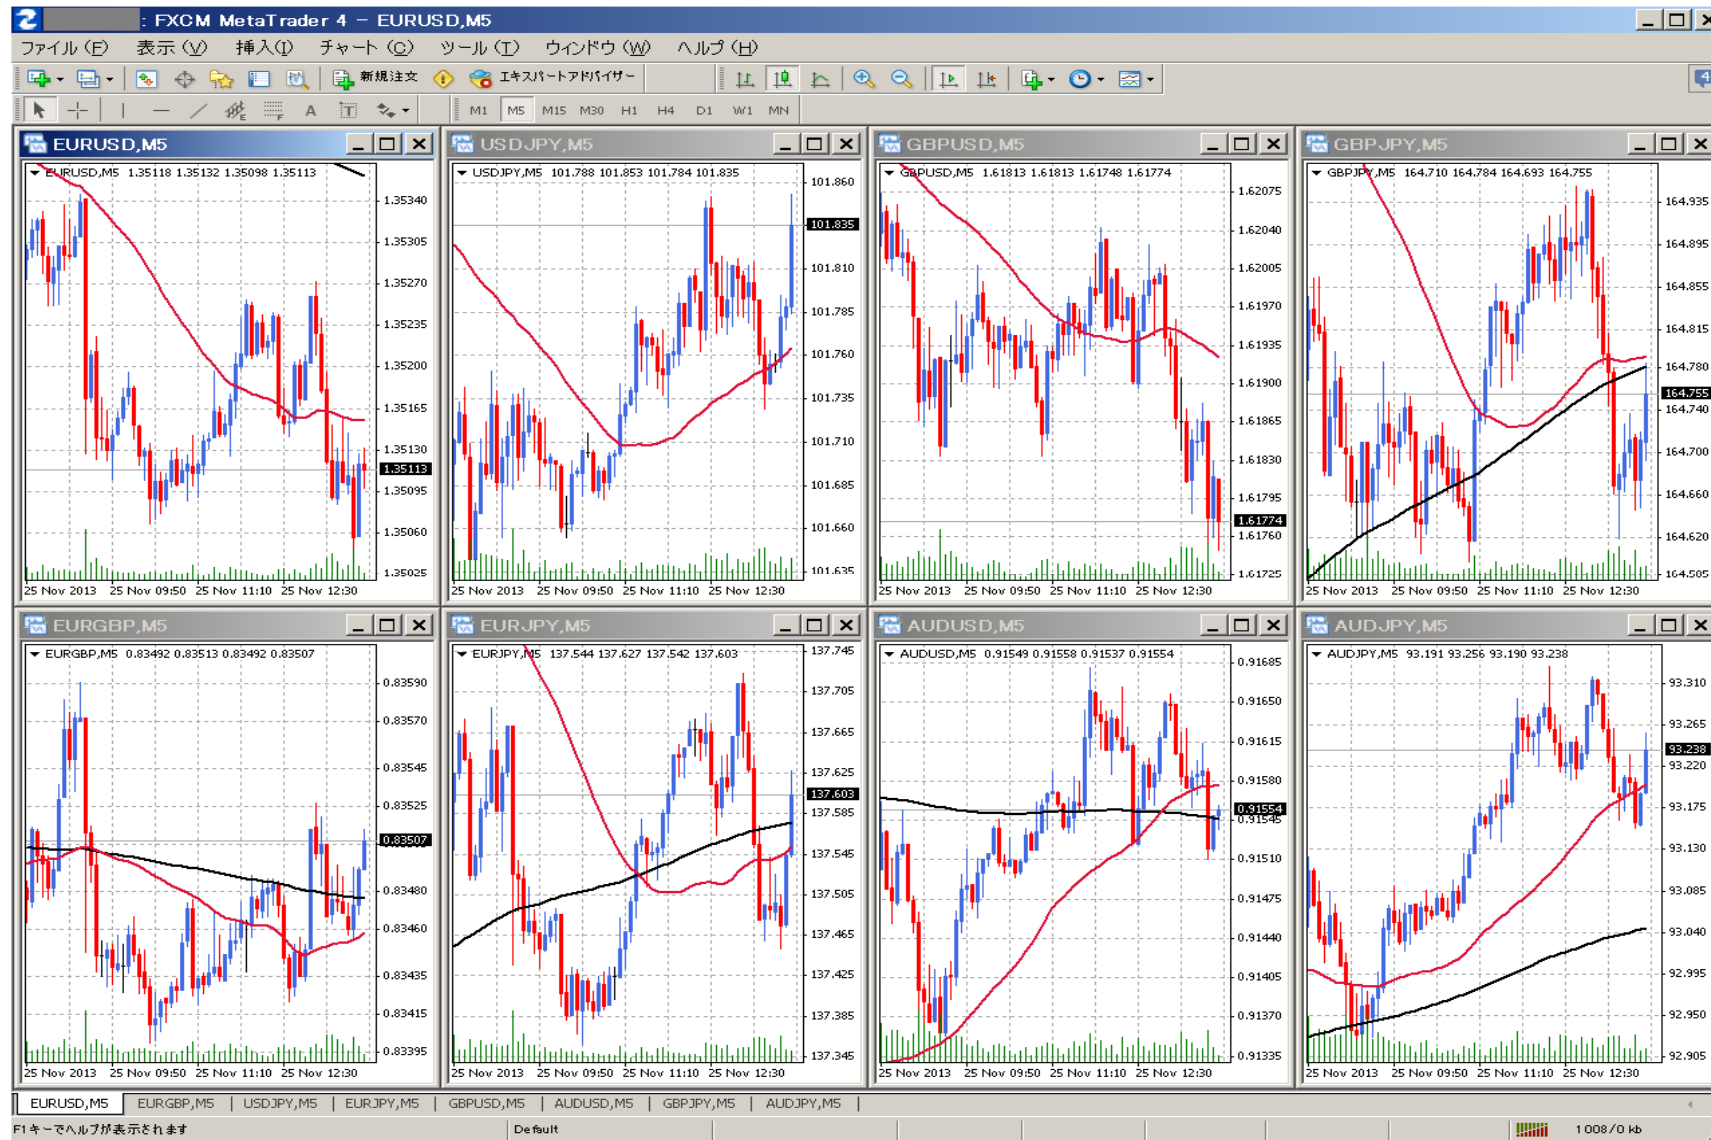 : FXCM MetaTrader 4 - EURUSD,M5
ファイル (F) 表示 (V) 挿入(I) チャート (C) ツール (T) ウィンドウ (W) ヘルプ (H)
新規注文 エキスパートアドバイザー 4
E F A T M1 M5 M15 M30 H1 H4 D1 W1 MN
EURUSD,M5
EURUSD,M5 1.35118 1.35132 1.35098 1.35113
1.35340
1.35305
1.35270
1.35235
1.35200
1.35165
1.35130
1.35113
1.35095
1.35060
1.35025
25 Nov 2013 25 Nov 09:50 25 Nov 11:10 25 Nov 12:30
USDJPY,M5
USDJPY,M5 101.788 101.853 101.784 101.835
101.860
101.835
101.810
101.785
101.760
101.735
101.710
101.685
101.660
101.635
25 Nov 2013 25 Nov 09:50 25 Nov 11:10 25 Nov 12:30
GBPUSD,M5
GBPUSD,M5 1.61813 1.61813 1.61748 1.61774
1.62075
1.62040
1.62005
1.61970
1.61935
1.61900
1.61865
1.61830
1.61795
1.61774
1.61760
1.61725
25 Nov 2013 25 Nov 09:50 25 Nov 11:10 25 Nov 12:30
GBPJPY,M5
GBPJPY,M5 164.710 164.784 164.693 164.755
164.935
164.895
164.855
164.815
164.780
164.755
164.740
164.700
164.660
164.620
164.505
25 Nov 2013 25 Nov 09:50 25 Nov 11:10 25 Nov 12:30
EURGBP,M5
EURGBP,M5 0.83492 0.83513 0.83492 0.83507
0.83590
0.83570
0.83545
0.83525
0.83507
0.83480
0.83460
0.83435
0.83415
0.83395
25 Nov 2013 25 Nov 09:50 25 Nov 11:10 25 Nov 12:30
EURJPY,M5
EURJPY,M5 137.544 137.627 137.542 137.603
137.745
137.705
137.665
137.625
137.603
137.585
137.545
137.505
137.465
137.425
137.385
137.345
25 Nov 2013 25 Nov 09:50 25 Nov 11:10 25 Nov 12:30
AUDUSD,M5
AUDUSD,M5 0.91549 0.91558 0.91537 0.91554
0.91685
0.91650
0.91615
0.91580
0.91554
0.91545
0.91510
0.91475
0.91440
0.91405
0.91370
0.91335
25 Nov 2013 25 Nov 09:50 25 Nov 11:10 25 Nov 12:30
AUDJPY,M5
AUDJPY,M5 93.191 93.256 93.190 93.238
93.310
93.265
93.238
93.220
93.175
93.130
93.085
93.040
92.995
92.950
92.905
25 Nov 2013 25 Nov 09:50 25 Nov 11:10 25 Nov 12:30
EURUSD,M5 EURGBP,M5 USDJPY,M5 EURJPY,M5 GBPUSD,M5 AUDUSD,M5 GBPJPY,M5 AUDJPY,M5
F1キーでヘルプが表示されます Default 1008/0 kb